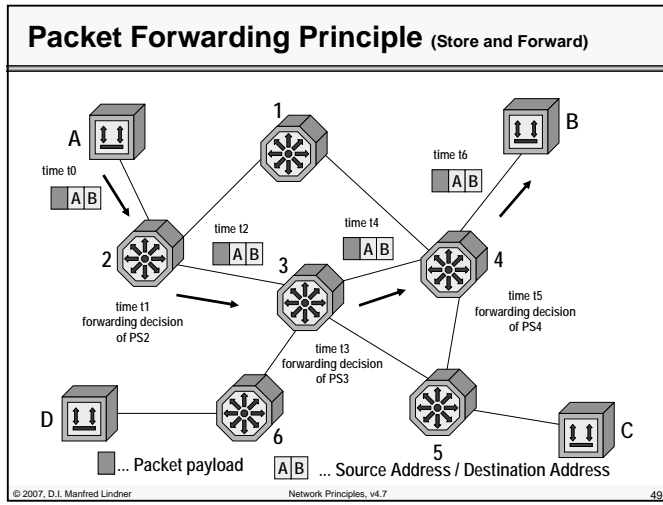 Packet Forwarding Principle (Store and Forward)
A
1
B
time t0
A B
time t6
A B
time t2
A B
time t4
A B
2
3
4
time t1
forwarding decision
of PS2
time t5
forwarding decision
of PS4
time t3
forwarding decision
of PS3
D
6
5
C
... Packet payload
A B ... Source Address / Destination Address
© 2007, D.I. Manfred Lindner
Network Principles, v4.7
49